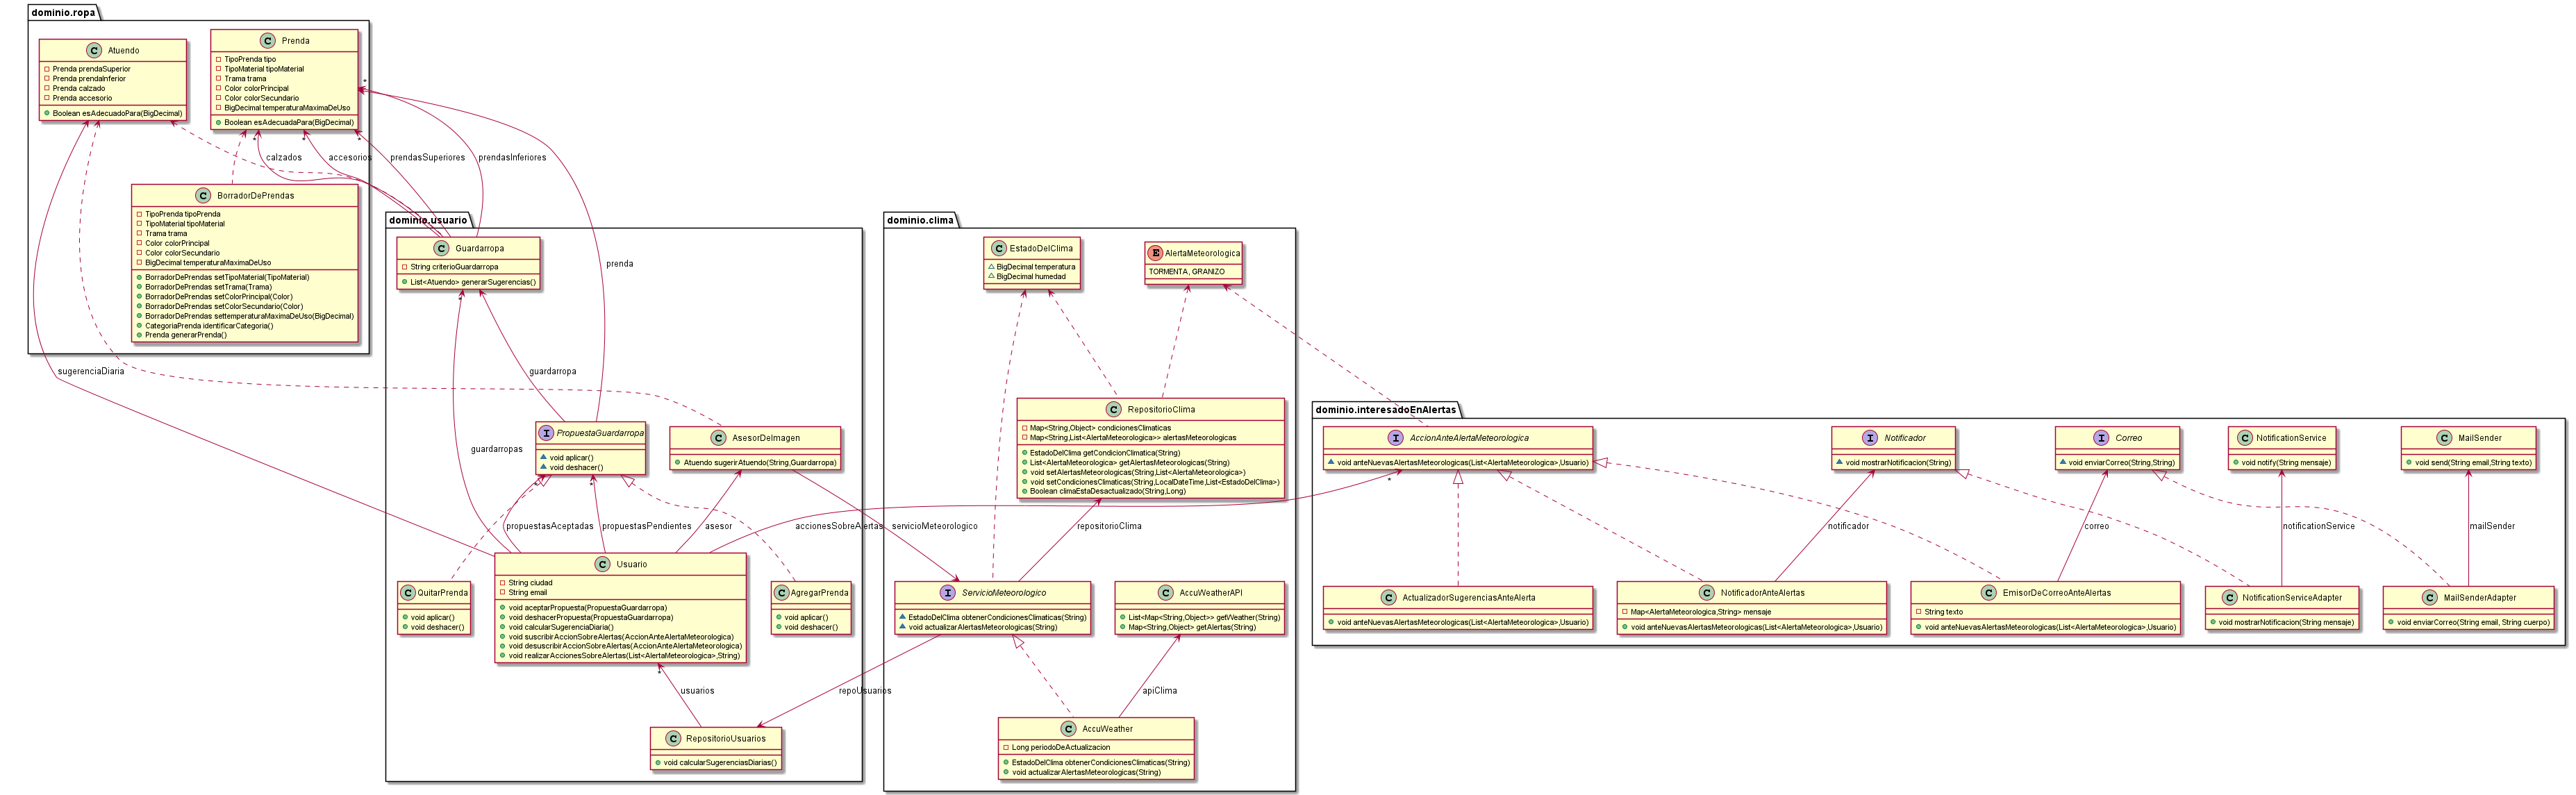 dominio.ropa
C Atuendo
Prenda prendaSuperior
Prenda prendaInferior
Prenda calzado
Prenda accesorio
Boolean esAdecuadoPara(BigDecimal)
C Prenda
TipoPrenda tipo
TipoMaterial tipoMaterial
Trama trama
Color colorPrincipal
Color colorSecundario
BigDecimal temperaturaMaximaDeUso
Boolean esAdecuadaPara(BigDecimal)
*
*
*
*
calzados
accesorios
prendasSuperiores
prendasInferiores
C BorradorDePrendas
TipoPrenda tipoPrenda
TipoMaterial tipoMaterial
Trama trama
Color colorPrincipal
Color colorSecundario
BigDecimal temperaturaMaximaDeUso
BorradorDePrendas setTipoMaterial(TipoMaterial)
BorradorDePrendas setTrama(Trama)
BorradorDePrendas setColorPrincipal(Color)
BorradorDePrendas setColorSecundario(Color)
BorradorDePrendas settemperaturaMaximaDeUso(BigDecimal)
CategoriaPrenda identificarCategoria()
Prenda generarPrenda()
sugerenciaDiaria
dominio.usuario
C Guardarropa
String criterioGuardarropa
List<Atuendo> generarSugerencias()
*
prenda
guardarropa
guardarropas
I PropuestaGuardarropa
void aplicar()
void deshacer()
*
*
C AsesorDeImagen
Atuendo sugerirAtuendo(String,Guardarropa)
propuestasAceptadas
propuestasPendientes
asesor
accionesSobreAlertas
servicioMeteorologico
C QuitarPrenda
void aplicar()
void deshacer()
C Usuario
String ciudad
String email
void aceptarPropuesta(PropuestaGuardarropa)
void deshacerPropuesta(PropuestaGuardarropa)
void calcularSugerenciaDiaria()
void suscribirAccionSobreAlertas(AccionAnteAlertaMeteorologica)
void desuscribirAccionSobreAlertas(AccionAnteAlertaMeteorologica)
void realizarAccionesSobreAlertas(List<AlertaMeteorologica>,String)
*
C AgregarPrenda
void aplicar()
void deshacer()
usuarios
repoUsuarios
C RepositorioUsuarios
void calcularSugerenciasDiarias()
dominio.clima
C EstadoDelClima
BigDecimal temperatura
BigDecimal humedad
E AlertaMeteorologica
TORMENTA, GRANIZO
C RepositorioClima
Map<String,Object> condicionesClimaticas
Map<String,List<AlertaMeteorologica>> alertasMeteorologicas
EstadoDelClima getCondicionClimatica(String)
List<AlertaMeteorologica> getAlertasMeteorologicas(String)
void setAlertasMeteorologicas(String,List<AlertaMeteorologica>)
void setCondicionesClimaticas(String,LocalDateTime,List<EstadoDelClima>)
Boolean climaEstaDesactualizado(String,Long)
repositorioClima
I ServicioMeteorologico
EstadoDelClima obtenerCondicionesClimaticas(String)
void actualizarAlertasMeteorologicas(String)
C AccuWeatherAPI
List<Map<String,Object>> getWeather(String)
Map<String,Object> getAlertas(String)
apiClima
C AccuWeather
Long periodoDeActualizacion
EstadoDelClima obtenerCondicionesClimaticas(String)
void actualizarAlertasMeteorologicas(String)
dominio.interesadoEnAlertas
I AccionAnteAlertaMeteorologica
void anteNuevasAlertasMeteorologicas(List<AlertaMeteorologica>,Usuario)
*
I Notificador
void mostrarNotificacion(String)
I Correo
void enviarCorreo(String,String)
C NotificationService
void notify(String mensaje)
C MailSender
void send(String email,String texto)
notificador
correo
notificationService
mailSender
C ActualizadorSugerenciasAnteAlerta
void anteNuevasAlertasMeteorologicas(List<AlertaMeteorologica>,Usuario)
C NotificadorAnteAlertas
Map<AlertaMeteorologica,String> mensaje
void anteNuevasAlertasMeteorologicas(List<AlertaMeteorologica>,Usuario)
C EmisorDeCorreoAnteAlertas
String texto
void anteNuevasAlertasMeteorologicas(List<AlertaMeteorologica>,Usuario)
C NotificationServiceAdapter
void mostrarNotificacion(String mensaje)
C MailSenderAdapter
void enviarCorreo(String email, String cuerpo)